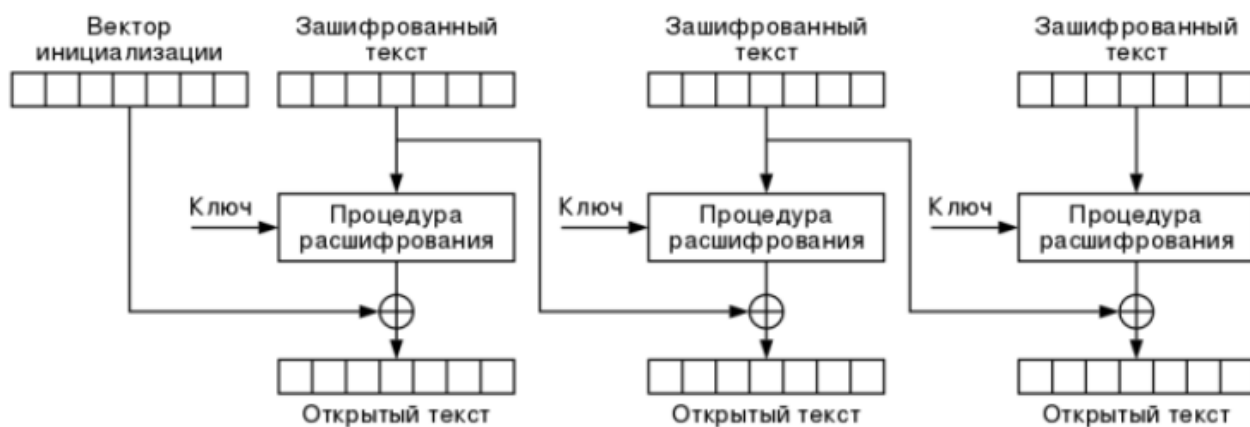 Вектор
инициализации
Зашифрованный
текст
Зашифрованный
текст
Зашифрованный
текст
Ключ
Процедура
расшифрования
Ключ
Процедура
расшифрования
Ключ
Процедура
расшифрования
Открытый текст
Открытый текст
Открытый текст